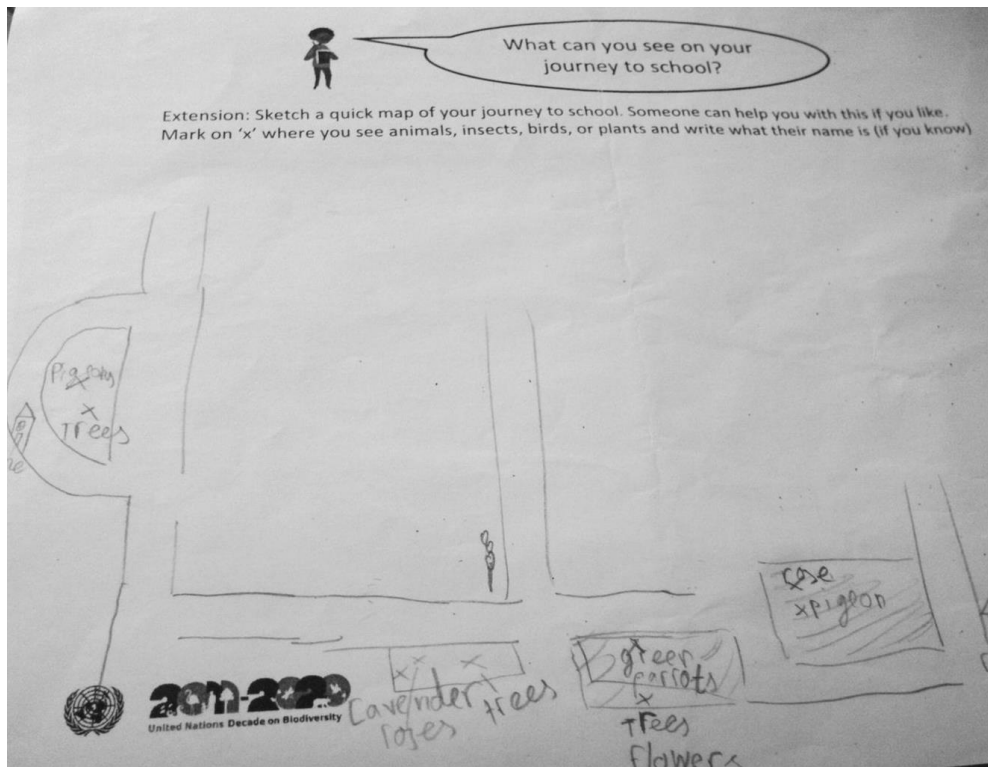 What can you see on your
journey to school?
Extension: Sketch a quick map of your journey to school. Someone can help you with this if you like.
Mark on 'x' where you see animals, insects, birds, or plants and write what their name is (if you know)
Pigeons
x
x
Trees
rose
x pigeon
green
parrots
x
Trees
Flowers
x x x
Lavender trees
roses
2011-2020
United Nations Decade on Biodiversity